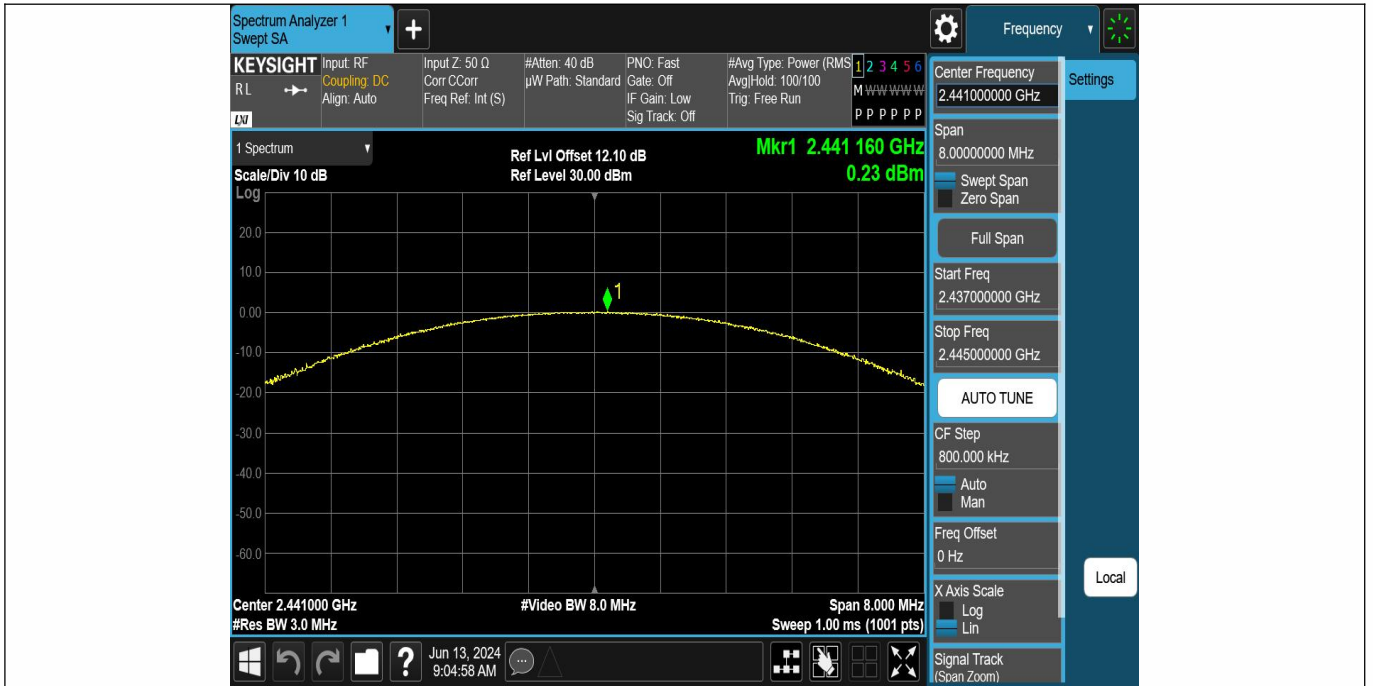 Spectrum Analyzer 1
Swept SA
+
Frequency
KEYSIGHT
RL
LXI
Input: RF
Coupling: DC
Align: Auto
Input Z: 50 Ω
Corr CCorr
Freq Ref: Int (S)
#Atten: 40 dB
µW Path: Standard
PNO: Fast
Gate: Off
IF Gain: Low
Sig Track: Off
#Avg Type: Power (RMS
Avg|Hold: 100/100
Trig: Free Run
1 2 3 4 5 6
M W W W W W
P P P P P P
1 Spectrum
Scale/Div 10 dB
Log
Ref Lvl Offset 12.10 dB
Ref Level 30.00 dBm
Mkr1 2.441 160 GHz
0.23 dBm
20.0
10.0
0.00
-10.0
-20.0
-30.0
-40.0
-50.0
-60.0
1
Center 2.441000 GHz
#Res BW 3.0 MHz
#Video BW 8.0 MHz
Span 8.000 MHz
Sweep 1.00 ms (1001 pts)
Center Frequency
2.441000000 GHz
Settings
Span
8.00000000 MHz
Swept Span
Zero Span
Full Span
Start Freq
2.437000000 GHz
Stop Freq
2.445000000 GHz
AUTO TUNE
CF Step
800.000 kHz
Auto
Man
Freq Offset
0 Hz
X Axis Scale
Log
Lin
Signal Track
(Span Zoom)
Local
?
Jun 13, 2024
9:04:58 AM